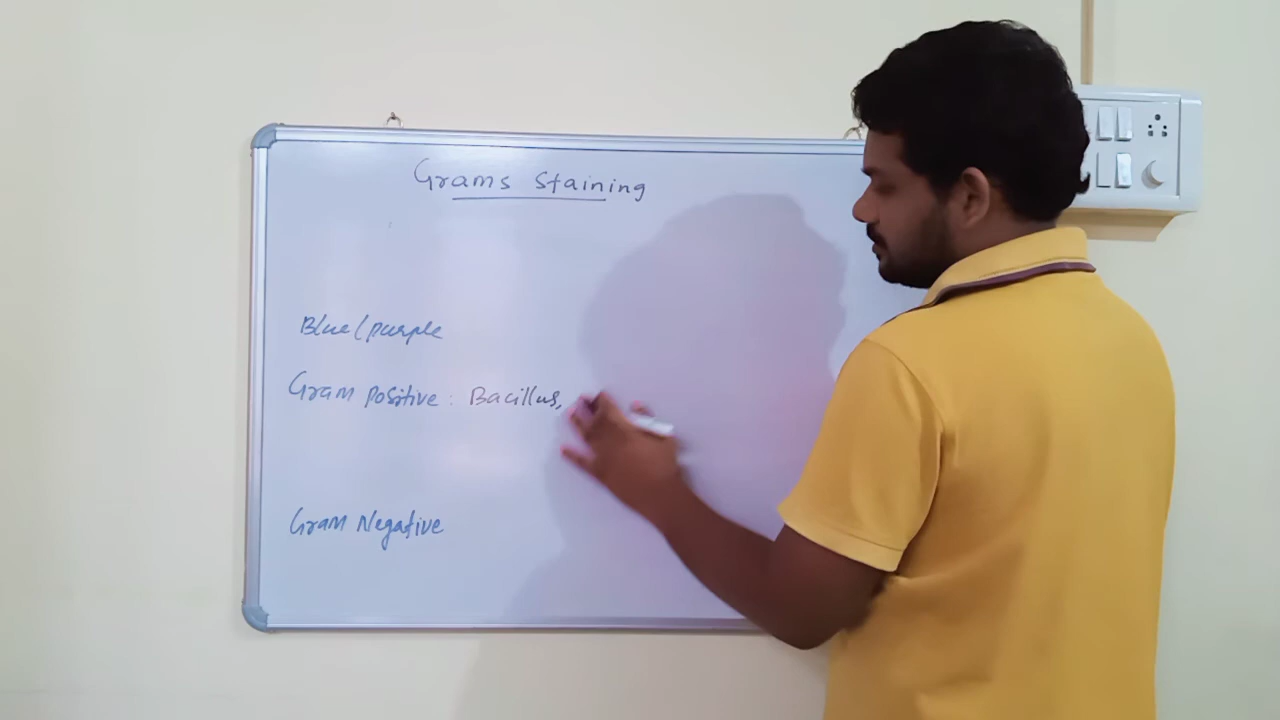 Grams Staining
Blue/purple
Gram positive : Bacillus,
Gram Negative